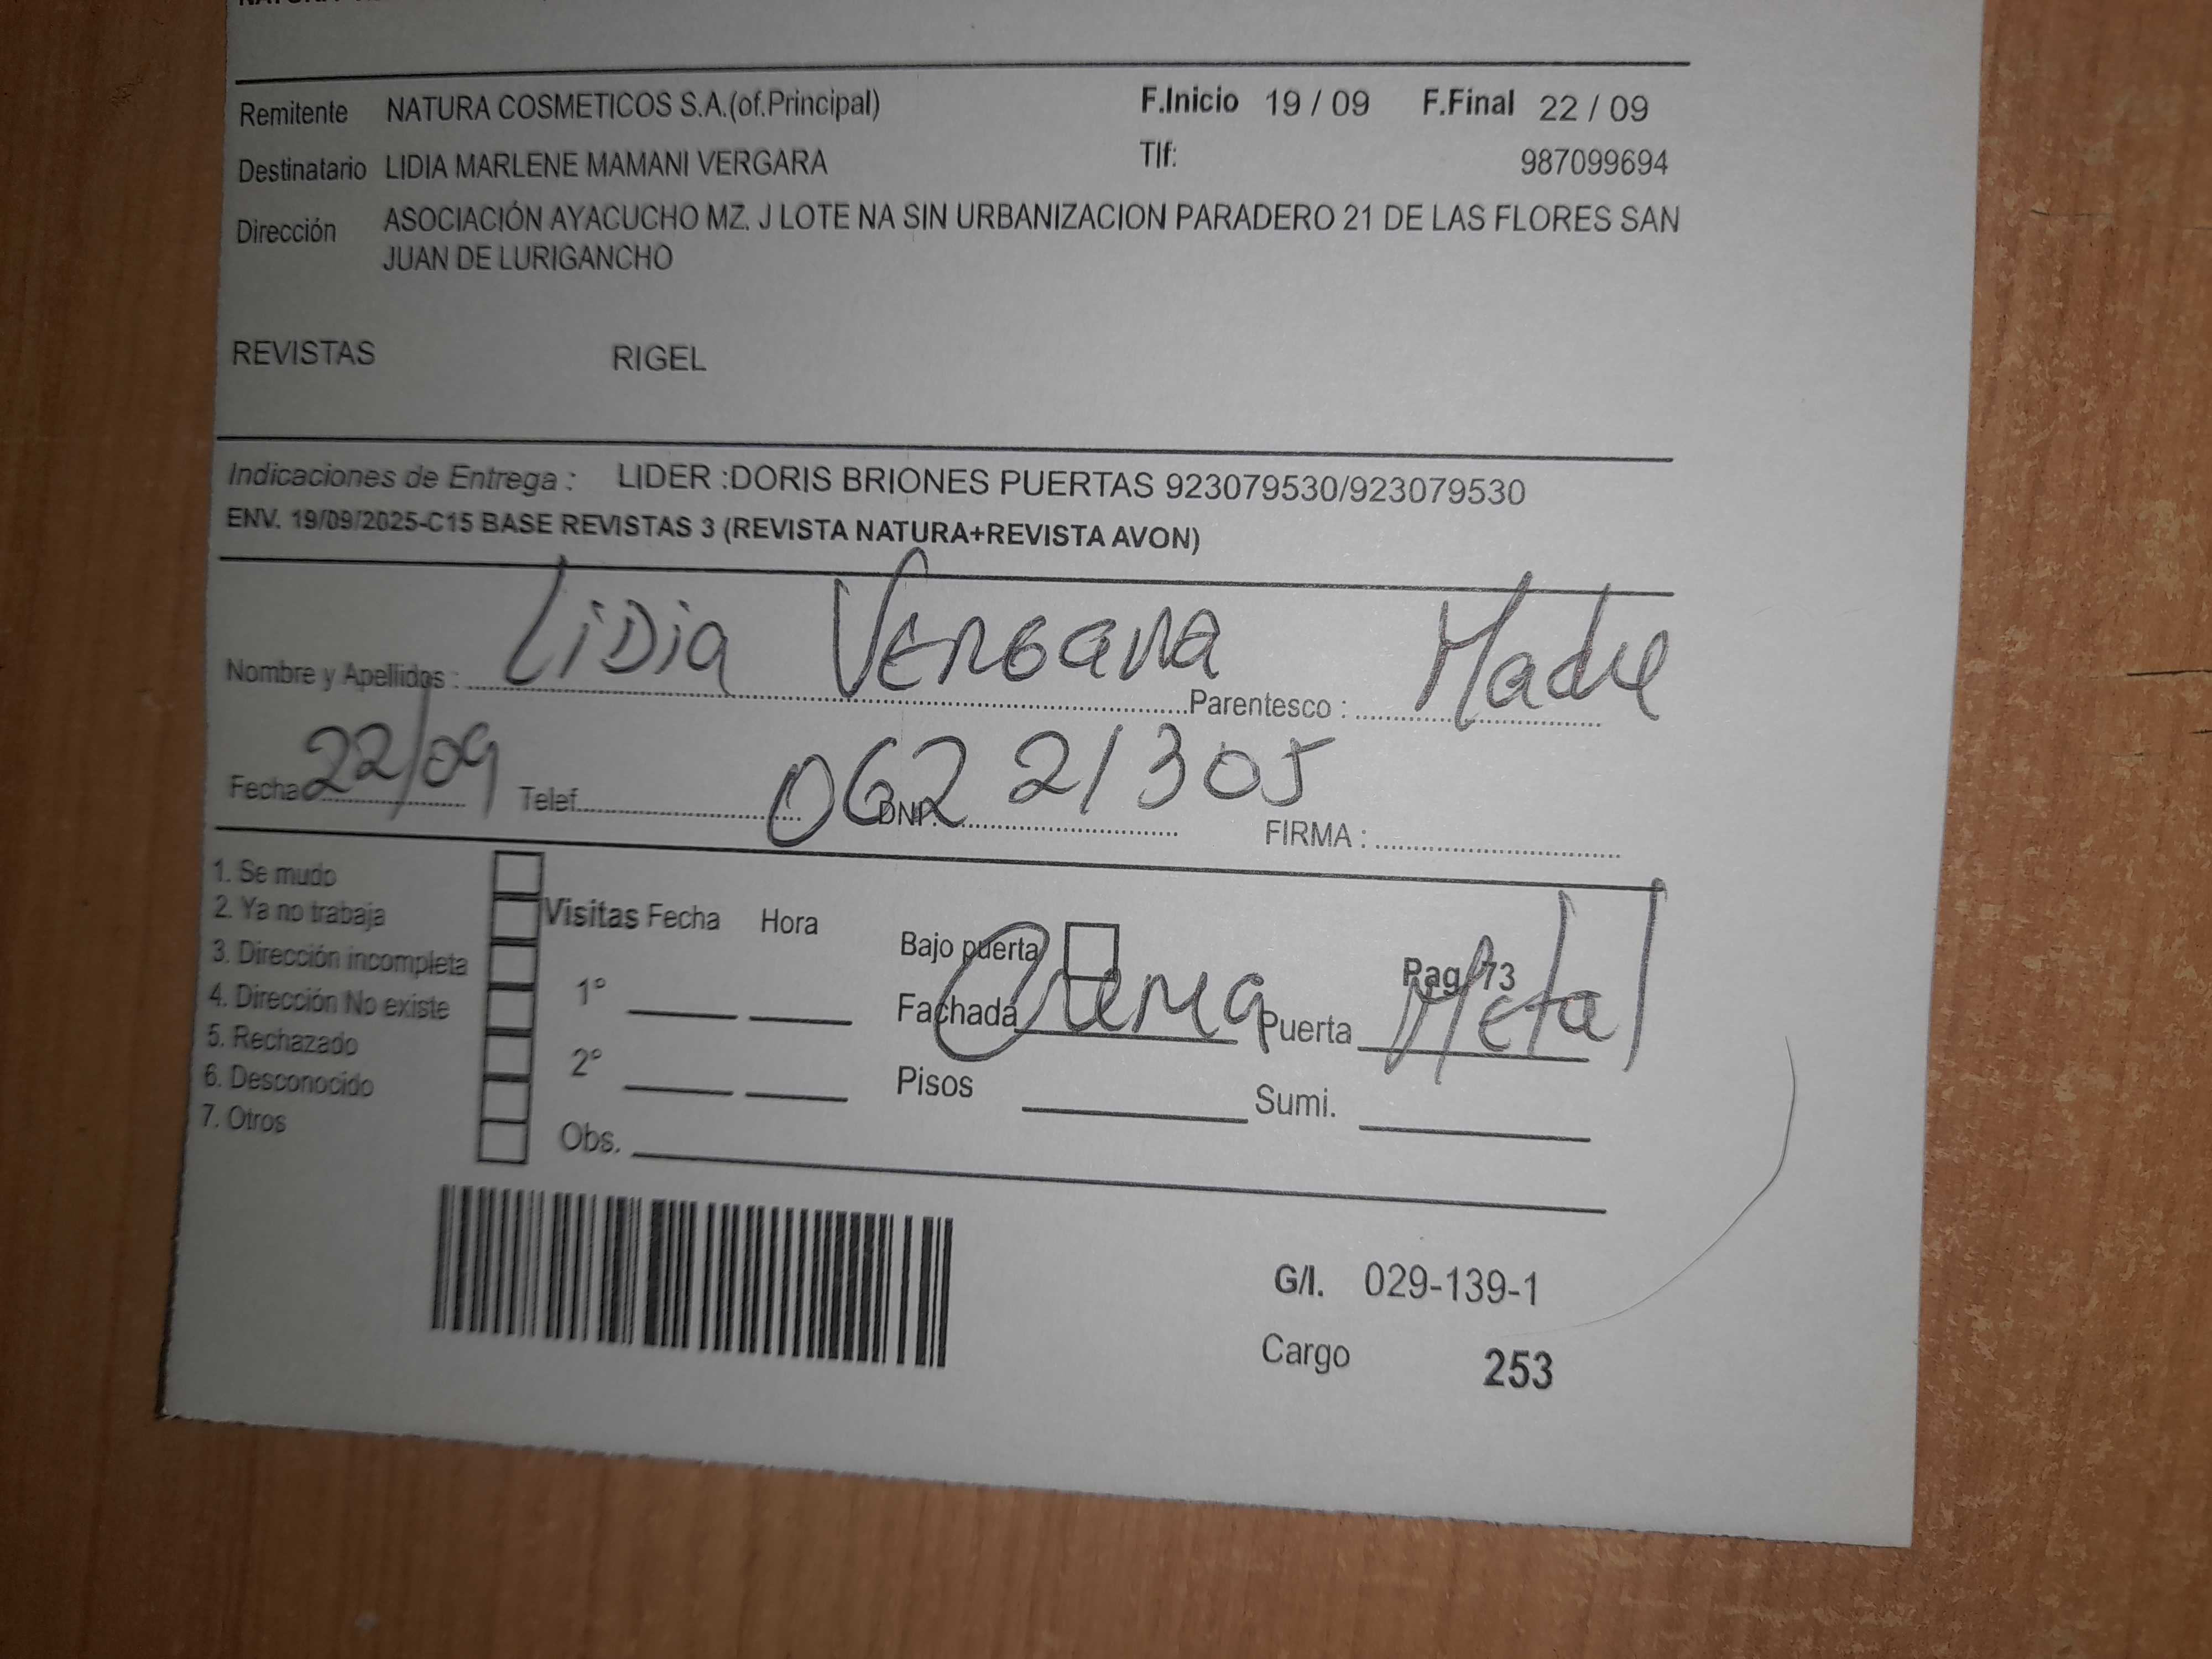 Remitente NATURA COSMETICOS S.A.(of.Principal) F.Inicio 19 / 09 F.Final 22 / 09
Destinatario LIDIA MARLENE MAMANI VERGARA Tlf: 987099694
Dirección ASOCIACIÓN AYACUCHO MZ. J LOTE NA SIN URBANIZACION PARADERO 21 DE LAS FLORES SAN
JUAN DE LURIGANCHO
REVISTAS RIGEL
Indicaciones de Entrega : LIDER :DORIS BRIONES PUERTAS 923079530/923079530
ENV. 19/09/2025-C15 BASE REVISTAS 3 (REVISTA NATURA+REVISTA AVON)
Nombre y Apellidos : LiDia VERGARA Parentesco : Madre
Fecha 22/09 Telef. DNI: 06221305 FIRMA :
1. Se mudo
2. Ya no trabaja Visitas Fecha Hora
3. Dirección incompleta Bajo puerta Pag 73
4. Dirección No existe 1° Fachada Crema Puerta Metal
5. Rechazado
6. Desconocido 2° Pisos Sumi.
7. Otros Obs.
G/I. 029-139-1
Cargo 253